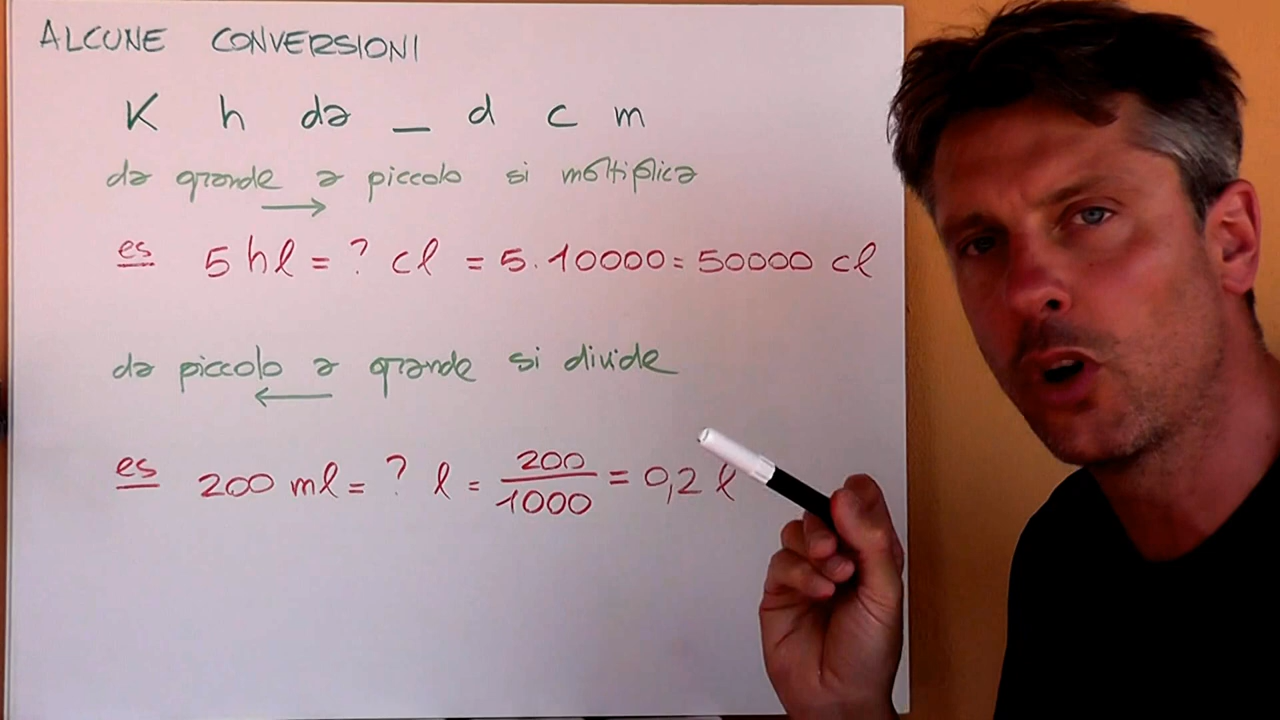 ALCUNE CONVERSIONI
K h da _ d c m
da grande a piccolo si moltiplica
→
es 5 hl = ? cl = 5.10000 = 50000 cl
da piccolo a grande si divide
←
es 200 ml = ? l = 200/1000 = 0,2 l